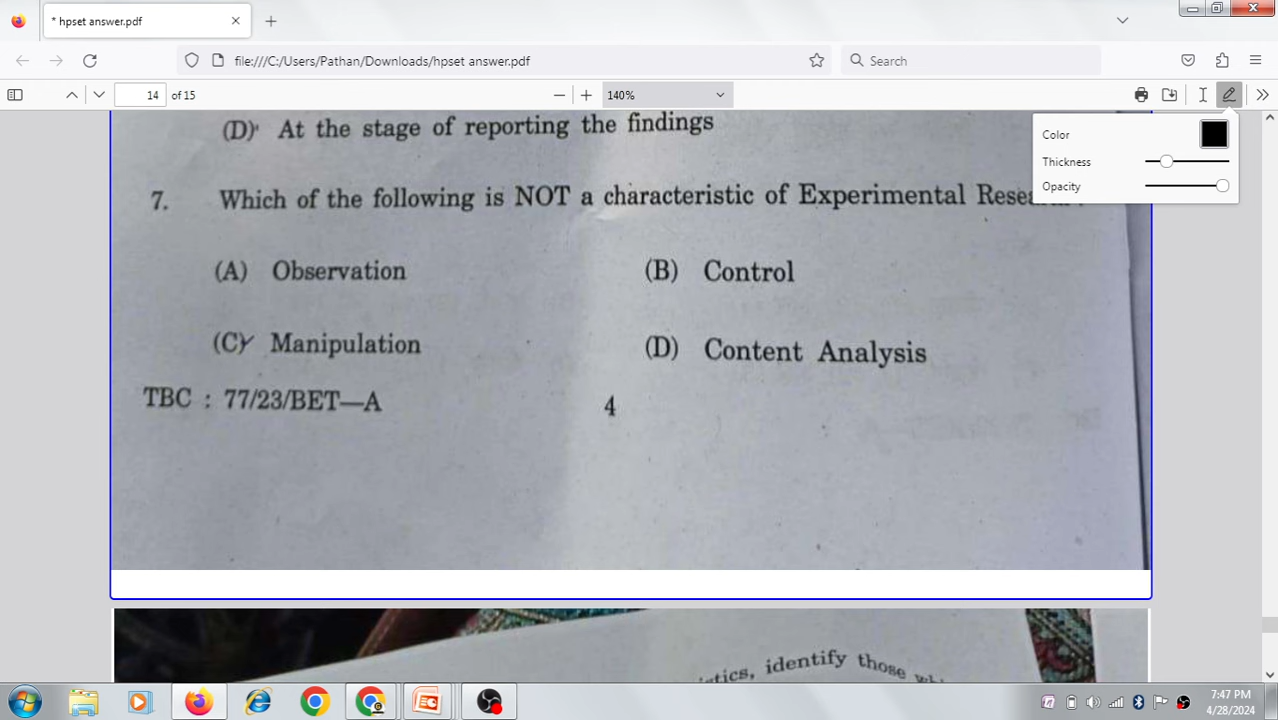 * hpset answer.pdf
file:///C:/Users/Pathan/Downloads/hpset answer.pdf
Search
14 of 15
140%
Color
Thickness
Opacity
(D) At the stage of reporting the findings
7. Which of the following is NOT a characteristic of Experimental
(A) Observation (B) Control
(C) Manipulation (D) Content Analysis
TBC : 77/23/BET—A 4
identify those
7:47 PM
4/28/2024